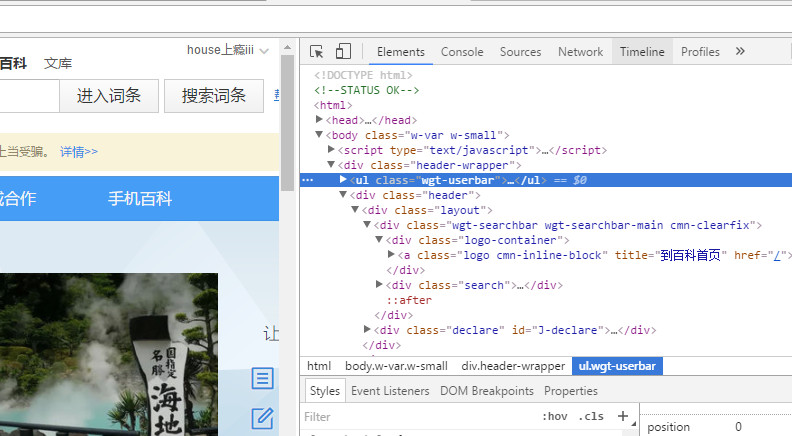 house上瘾iii
百科 文库
进入词条
搜索词条
上当受骗。 详情>>
合作
手机百科
让
国指定
名勝
海地
Elements Console Sources Network Timeline Profiles »
<!DOCTYPE html>
<!--STATUS OK-->
<html>
▶<head>…</head>
▼<body class="w-var w-small">
▶<script type="text/javascript">…</script>
▼<div class="header-wrapper">
… ▶<ul class="wgt-userbar">…</ul> == $0
▼<div class="header">
▼<div class="layout">
▼<div class="wgt-searchbar wgt-searchbar-main cmn-clearfix">
▼<div class="logo-container">
▶<a class="logo cmn-inline-block" title="到百科首页" href="/">
</div>
▶<div class="search">…</div>
::after
</div>
▶<div class="declare" id="J-declare">…</div>
</div>
html body.w-var.w-small div.header-wrapper ul.wgt-userbar
Styles Event Listeners DOM Breakpoints Properties
Filter :hov .cls +
position 0